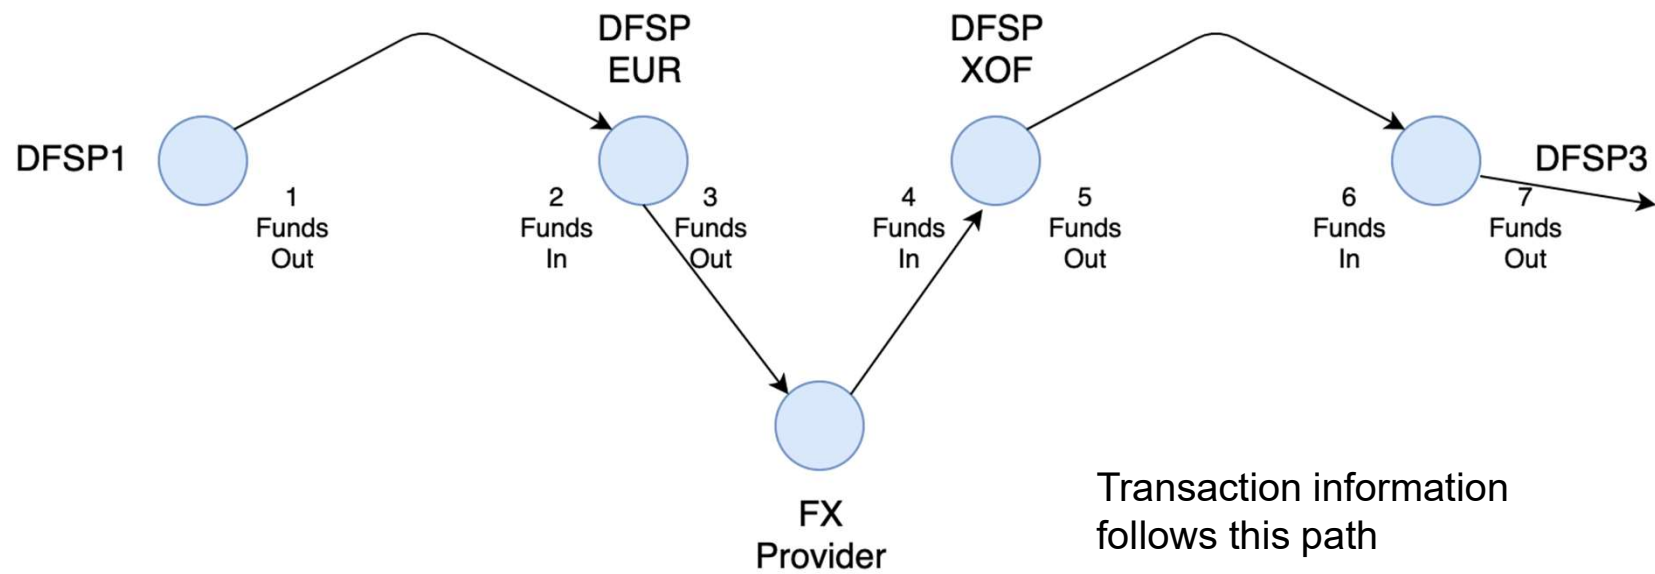 DFSP
EUR
DFSP
XOF
DFSP1
DFSP3
1
Funds
Out
2
Funds
In
3
Funds
Out
4
Funds
In
5
Funds
Out
6
Funds
In
7
Funds
Out
FX
Provider
Transaction information
follows this path